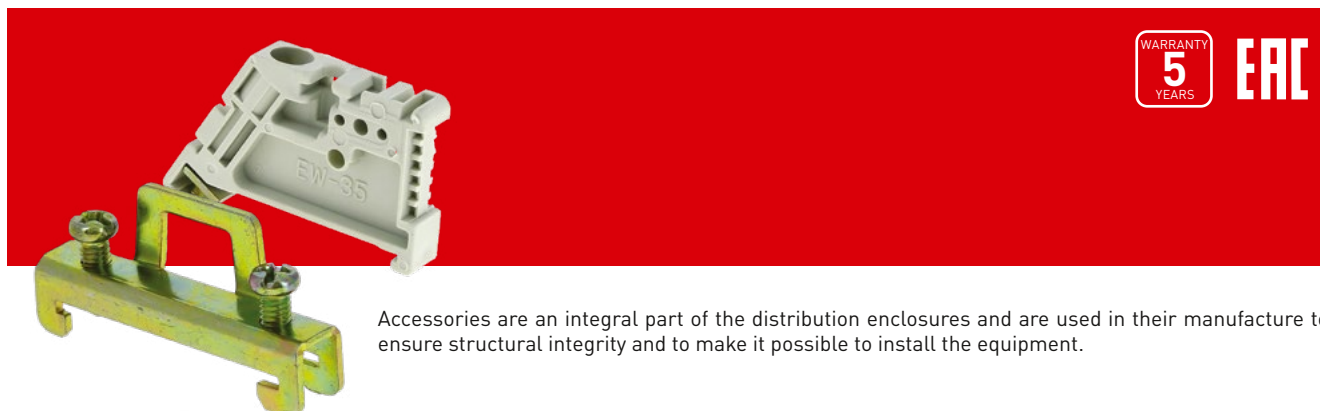 WARRANTY
5
YEARS
EAC
EW-35
Accessories are an integral part of the distribution enclosures and are used in their manufacture t
ensure structural integrity and to make it possible to install the equipment.